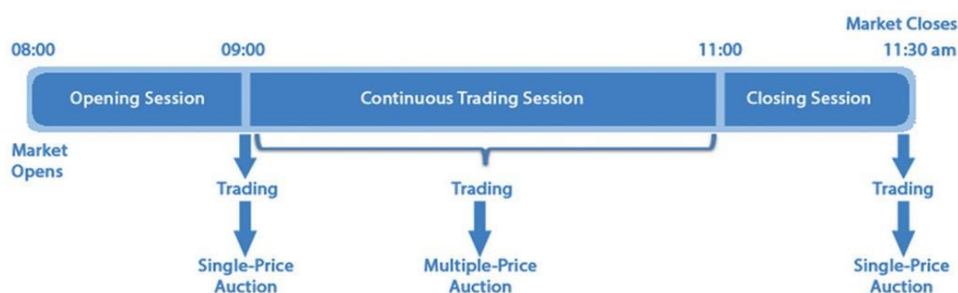 Market Closes
08:00 09:00 11:00 11:30 am
Opening Session Continuous Trading Session Closing Session
Market
Opens
Trading Trading Trading
Single-Price Multiple-Price Single-Price
Auction Auction Auction